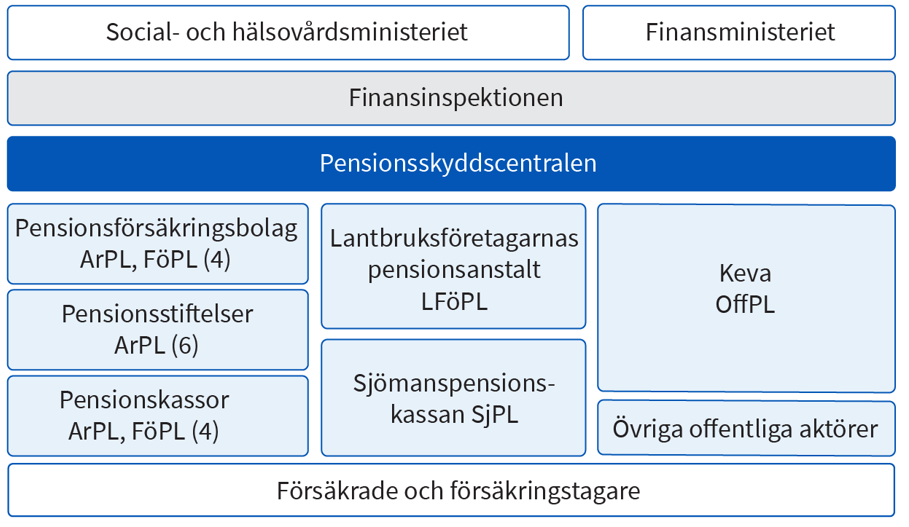 Social- och hälsovårdsministeriet
Finansministeriet
Finansinspektionen
Pensionsskyddscentralen
Pensionsförsäkringsbolag
ArPL, FöPL (4)
Pensionsstiftelser
ArPL (6)
Pensionskassor
ArPL, FöPL (4)
Lantbruksföretagarnas
pensionsanstalt
LFöPL
Sjömanspensions-
kassan SjPL
Keva
OffPL
Övriga offentliga aktörer
Försäkrade och försäkringstagare